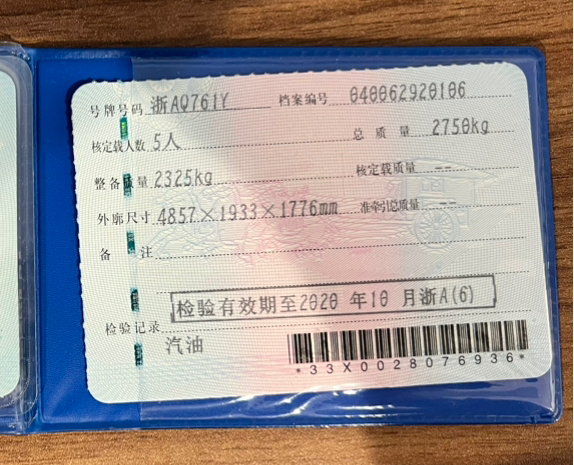 号牌号码 浙AQ761Y 档案编号 040062920106
核定载人数 5人 总质量 2750kg
整备质量 2325kg 核定载质量 --
外廓尺寸 4857×1933×1776mm 准牵引总质量 --
备注
检验有效期至2020 年10 月浙A(6)
检验记录
汽油
*33X0028076936*